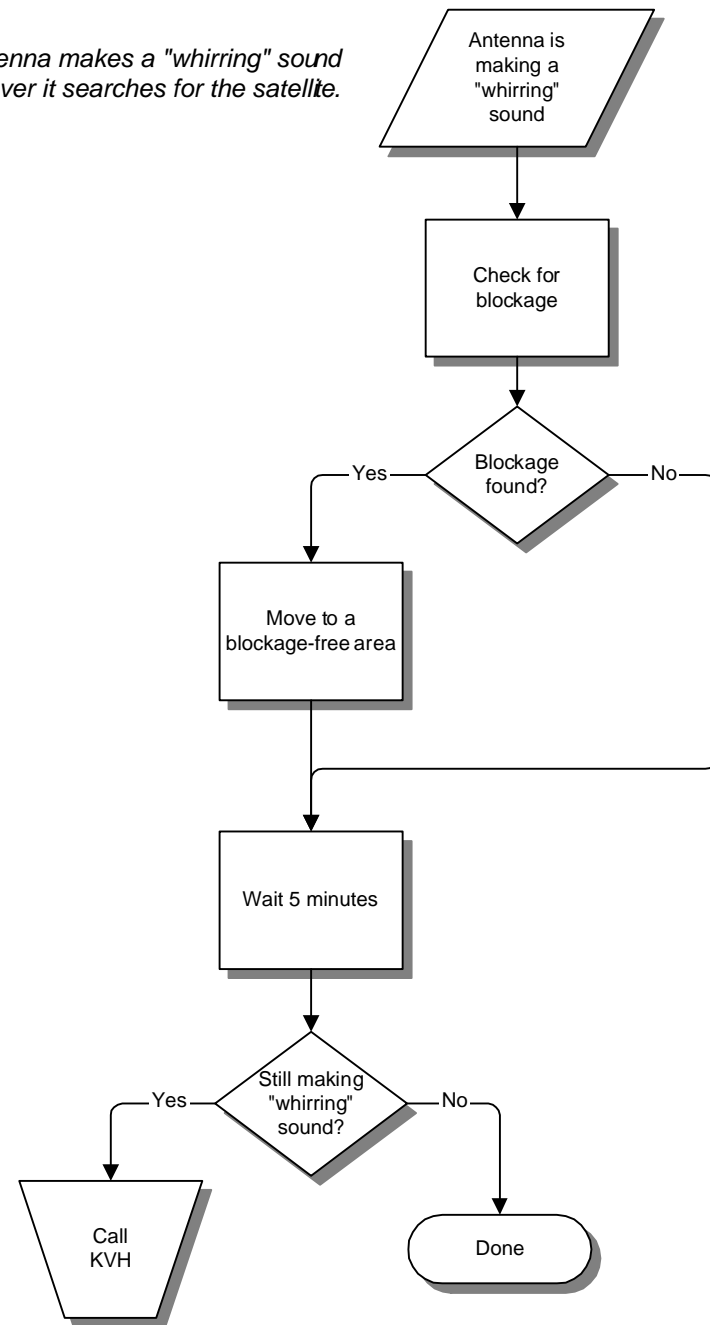 enna makes a "whirring" sound
ver it searches for the satellite.
Antenna is
making a
"whirring"
sound
Check for
blockage
Blockage
found?
Yes
No
Move to a
blockage-free area
Wait 5 minutes
Still making
"whirring"
sound?
Yes
No
Call
KVH
Done